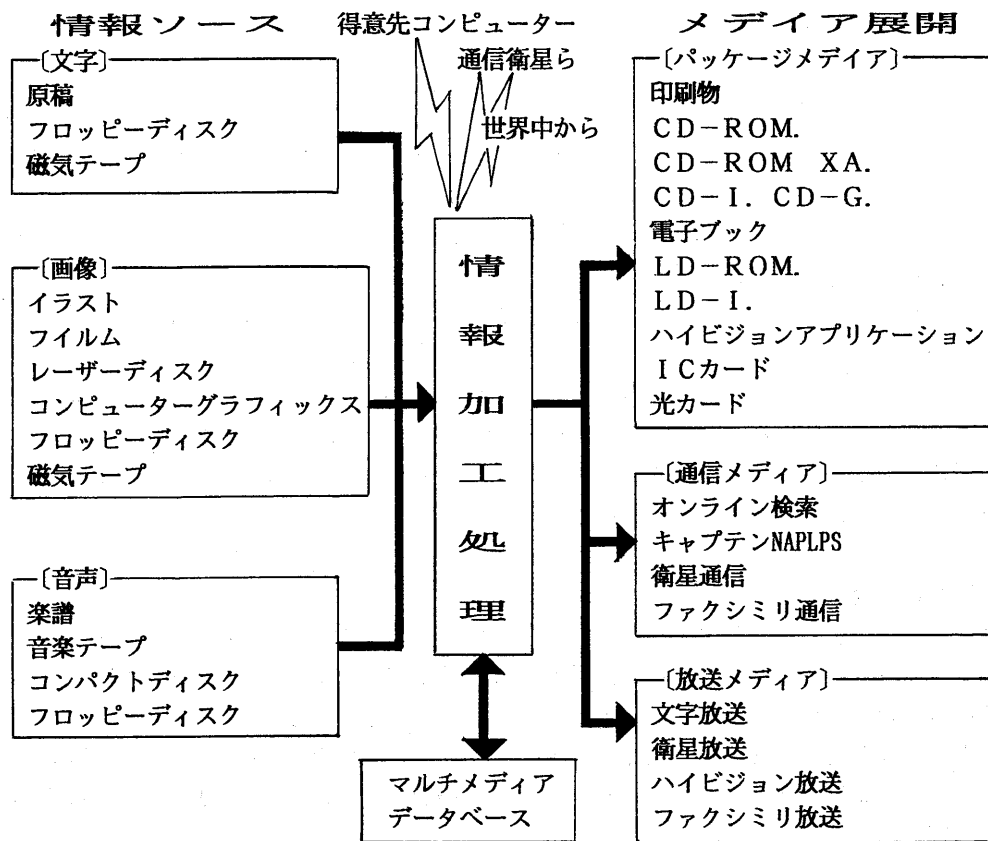 情報ソース
〔文字〕
原稿
フロッピーディスク
磁気テープ
〔画像〕
イラスト
フイルム
レーザーディスク
コンピューターグラフィックス
フロッピーディスク
磁気テープ
〔音声〕
楽譜
音楽テープ
コンパクトディスク
フロッピーディスク
得意先コンピューター
通信衛星ら
世界中から
情報加工処理
マルチメディア
データベース
メディア展開
〔パッケージメデイア〕
印刷物
CD-ROM.
CD-ROM XA.
CD-I. CD-G.
電子ブック
LD-ROM.
LD-I.
ハイビジョンアプリケーション
ICカード
光カード
〔通信メディア〕
オンライン検索
キャプテンNAPLPS
衛星通信
ファクシミリ通信
〔放送メディア〕
文字放送
衛星放送
ハイビジョン放送
ファクシミリ放送